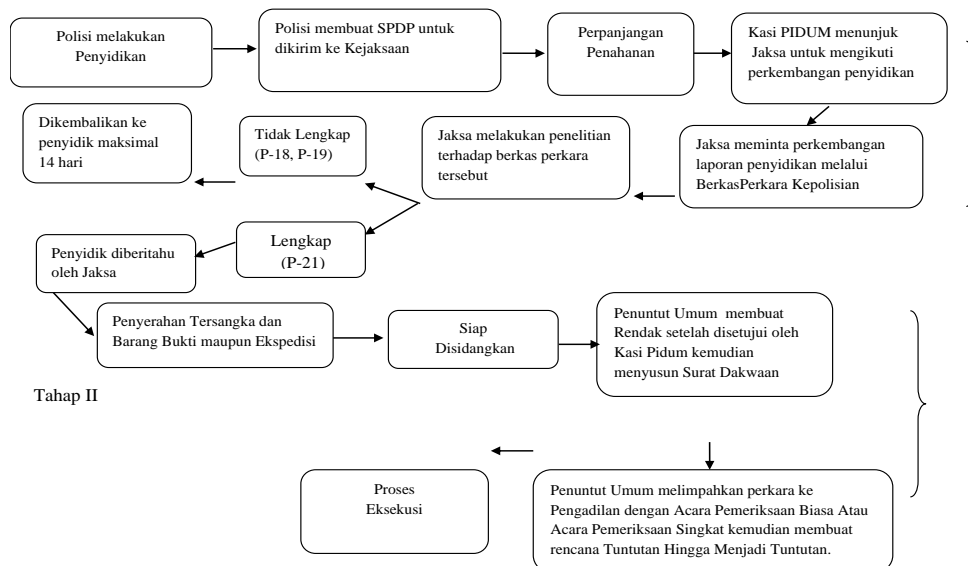 Polisi melakukan
Penyidikan
Polisi membuat SPDP untuk
dikirim ke Kejaksaan
Perpanjangan
Penahanan
Kasi PIDUM menunjuk
Jaksa untuk mengikuti
perkembangan penyidikan
Dikembalikan ke
penyidik maksimal
14 hari
Tidak Lengkap
(P-18, P-19)
Jaksa melakukan penelitian
terhadap berkas perkara
tersebut
Jaksa meminta perkembangan
laporan penyidikan melalui
BerkasPerkara Kepolisian
Penyidik diberitahu
oleh Jaksa
Lengkap
(P-21)
Penyerahan Tersangka dan
Barang Bukti maupun Ekspedisi
Siap
Disidangkan
Penuntut Umum membuat
Rendak setelah disetujui oleh
Kasi Pidum kemudian
menyusun Surat Dakwaan
Tahap II
Proses
Eksekusi
Penuntut Umum melimpahkan perkara ke
Pengadilan dengan Acara Pemeriksaan Biasa Atau
Acara Pemeriksaan Singkat kemudian membuat
rencana Tuntutan Hingga Menjadi Tuntutan.